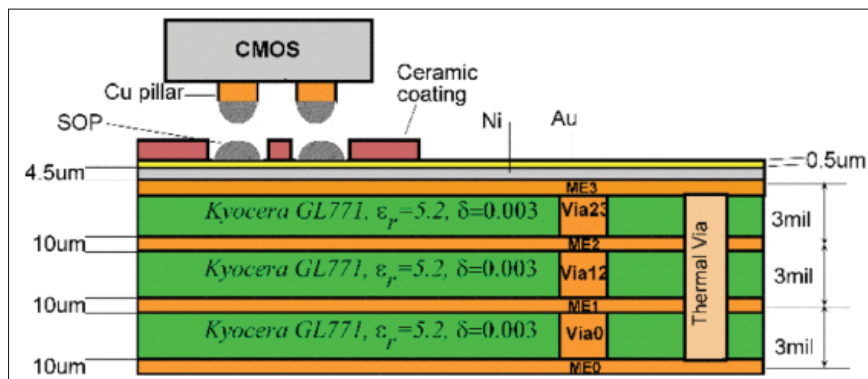 CMOS
Cu pillar
Ceramic
coating
SOP
Ni
Au
4.5um
0.5um
ME3
Kyocera GL771, εr=5.2, δ=0.003
Via23
3mil
10um
ME2
Kyocera GL771, εr=5.2, δ=0.003
Via12
Thermal Via
3mil
10um
ME1
Kyocera GL771, εr=5.2, δ=0.003
Via0
3mil
10um
ME0